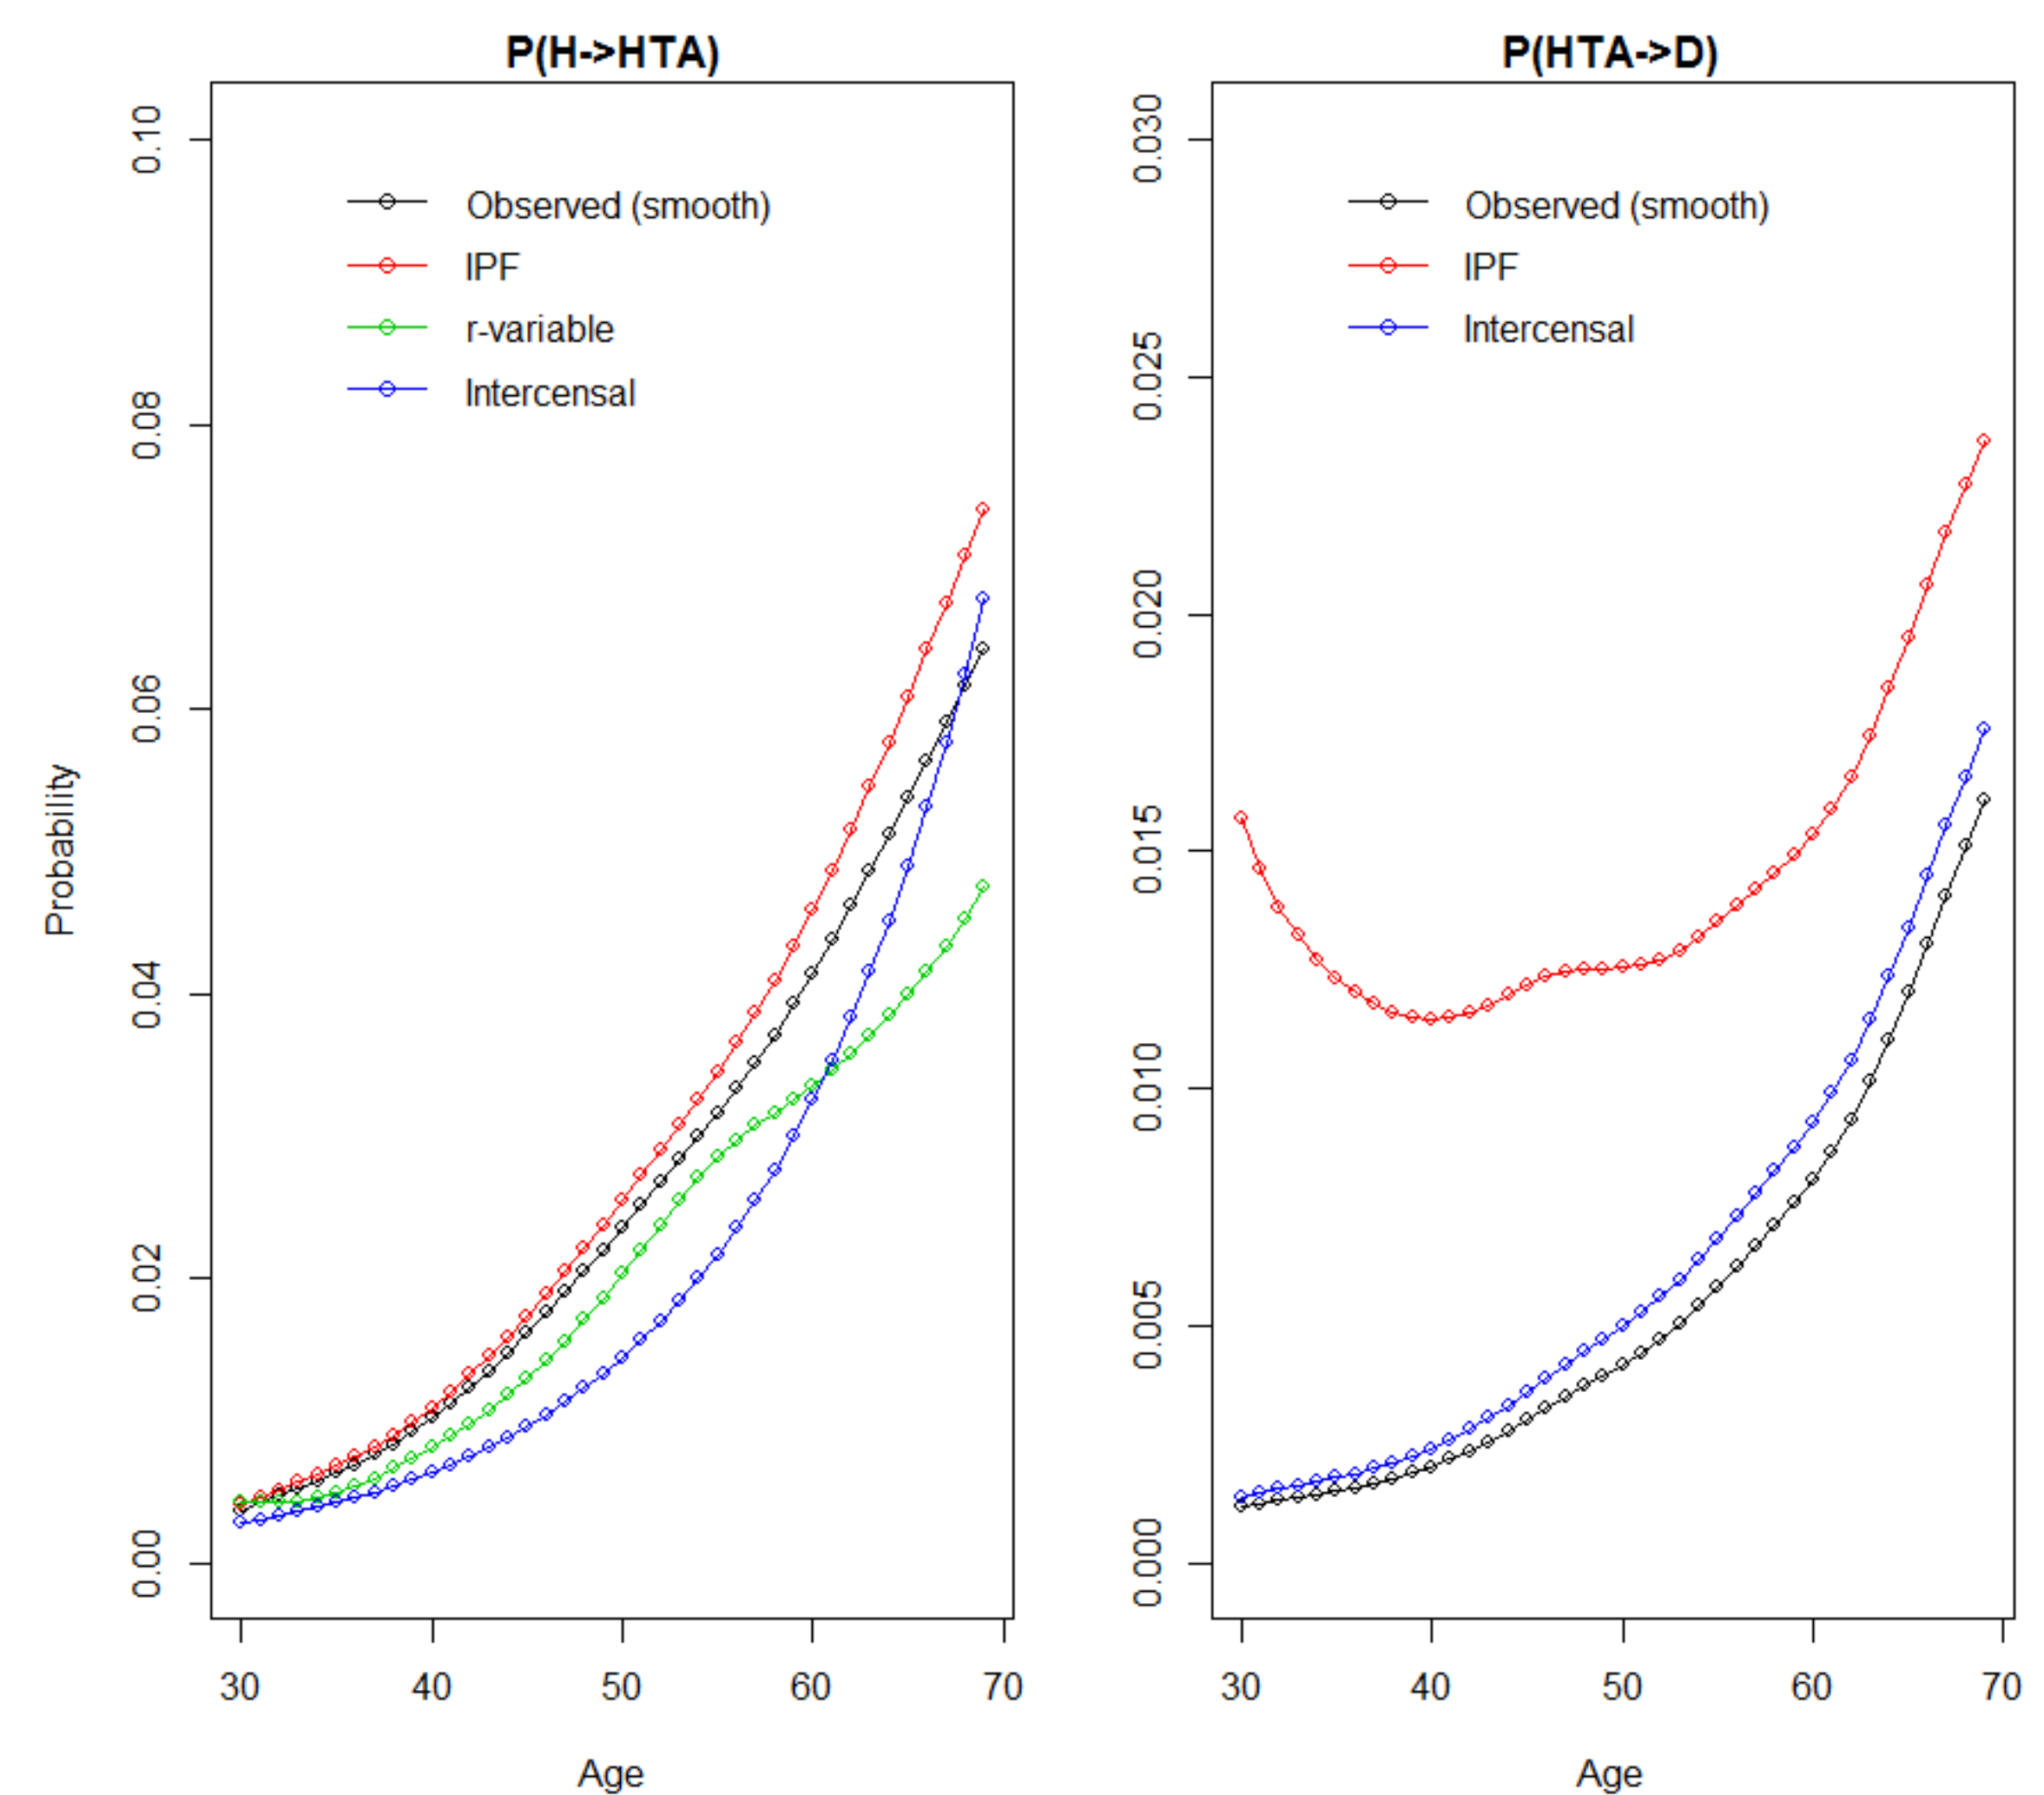 P(H->HTA)
Probability
0.10
0.08
0.06
0.04
0.02
0.00
Observed (smooth)
IPF
r-variable
Intercensal
30 40 50 60 70
Age
P(HTA->D)
0.030
0.025
0.020
0.015
0.010
0.005
0.000
Observed (smooth)
IPF
Intercensal
30 40 50 60 70
Age